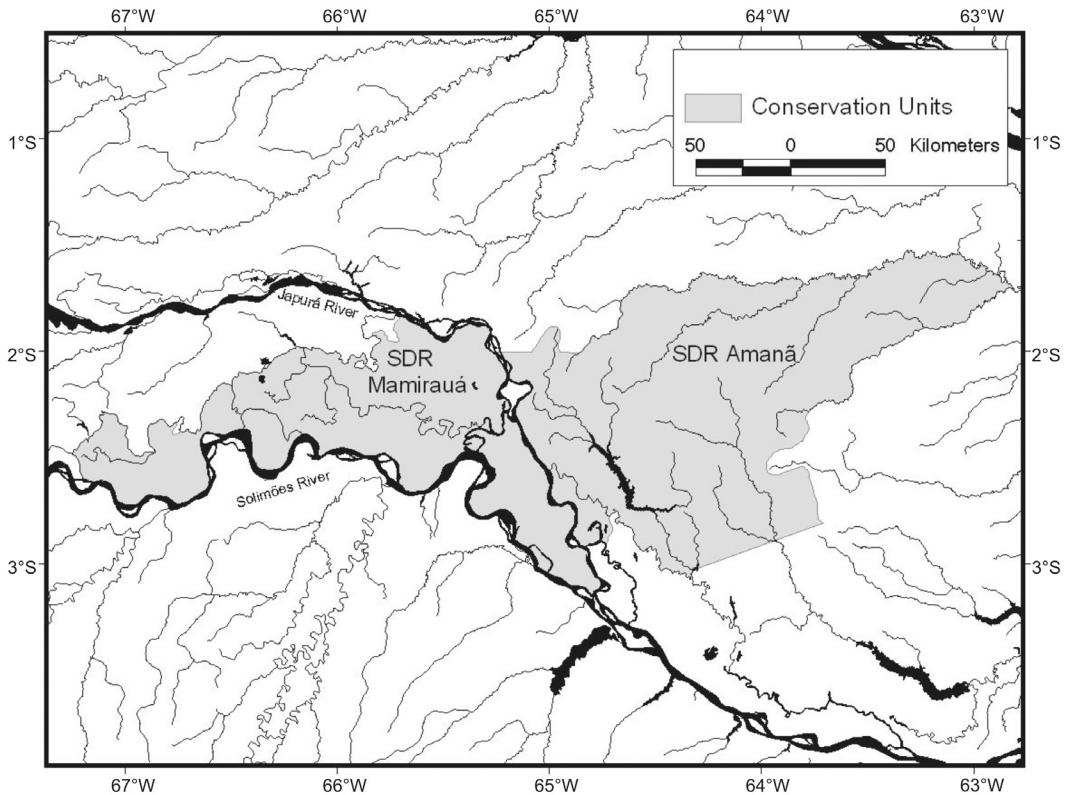 67°W 66°W 65°W 64°W 63°W
Conservation Units
50 0 50 Kilometers
1°S 1°S
Japurá River
2°S 2°S
SDR
Mamirauá
SDR Amanã
Solimões River
3°S 3°S
67°W 66°W 65°W 64°W 63°W